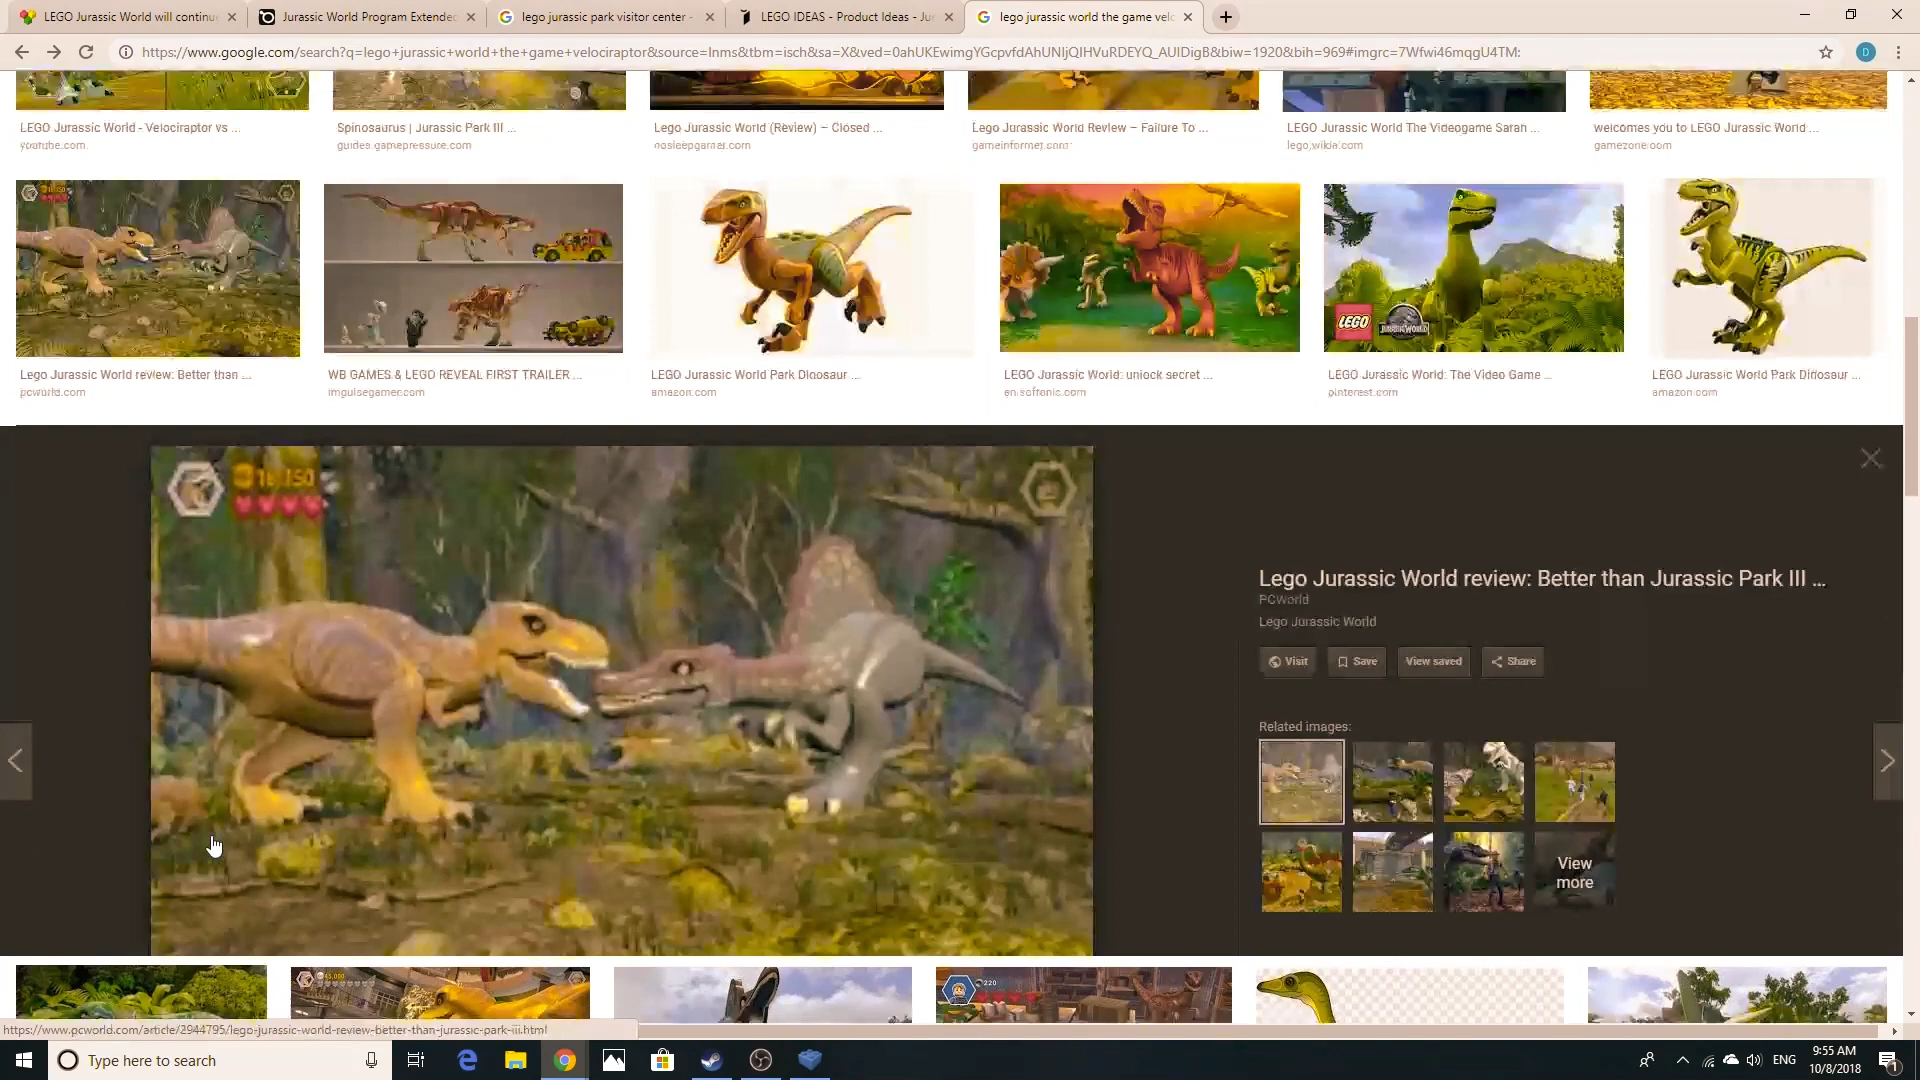 LEGO Jurassic World will continue
Jurassic World Program Extended
lego jurassic park visitor center -
LEGO IDEAS - Product Ideas - Jur
lego jurassic world the game velo
https://www.google.com/search?q=lego+jurassic+world+the+game+velociraptor&source=lnms&tbm=isch&sa=X&ved=0ahUKEwimgYGcpvfdAhUNIjQIHVuRDEYQ_AUIDigB&biw=1920&bih=969#imgrc=7Wfwi46mqgU4TM:
D
LEGO Jurassic World - Velociraptor vs ...
youtube.com
Spinosaurus | Jurassic Park III ...
guides.gamepressure.com
Lego Jurassic World (Review) – Closed ...
nosleepgamer.com
Lego Jurassic World Review – Failure To ...
gameinformer.com
LEGO Jurassic World The Videogame Sarah ...
lego.wikia.com
welcomes you to LEGO Jurassic World ...
gamezone.com
LEGO
JURASSIC WORLD
Lego Jurassic World review: Better than ...
pcworld.com
WB GAMES & LEGO REVEAL FIRST TRAILER ...
impulsegamer.com
LEGO Jurassic World Park Dinosaur ...
amazon.com
LEGO Jurassic World: unlock secret ...
en.softonic.com
LEGO Jurassic World: The Video Game ...
pinterest.com
LEGO Jurassic World Park Dinosaur ...
amazon.com
Lego Jurassic World review: Better than Jurassic Park III ...
PCWorld
Lego Jurassic World
Visit
Save
View saved
Share
Related images:
View
more
220
https://www.pcworld.com/article/2944795/lego-jurassic-world-review-better-than-jurassic-park-iii.html
Type here to search
ENG
9:55 AM
10/8/2018
1